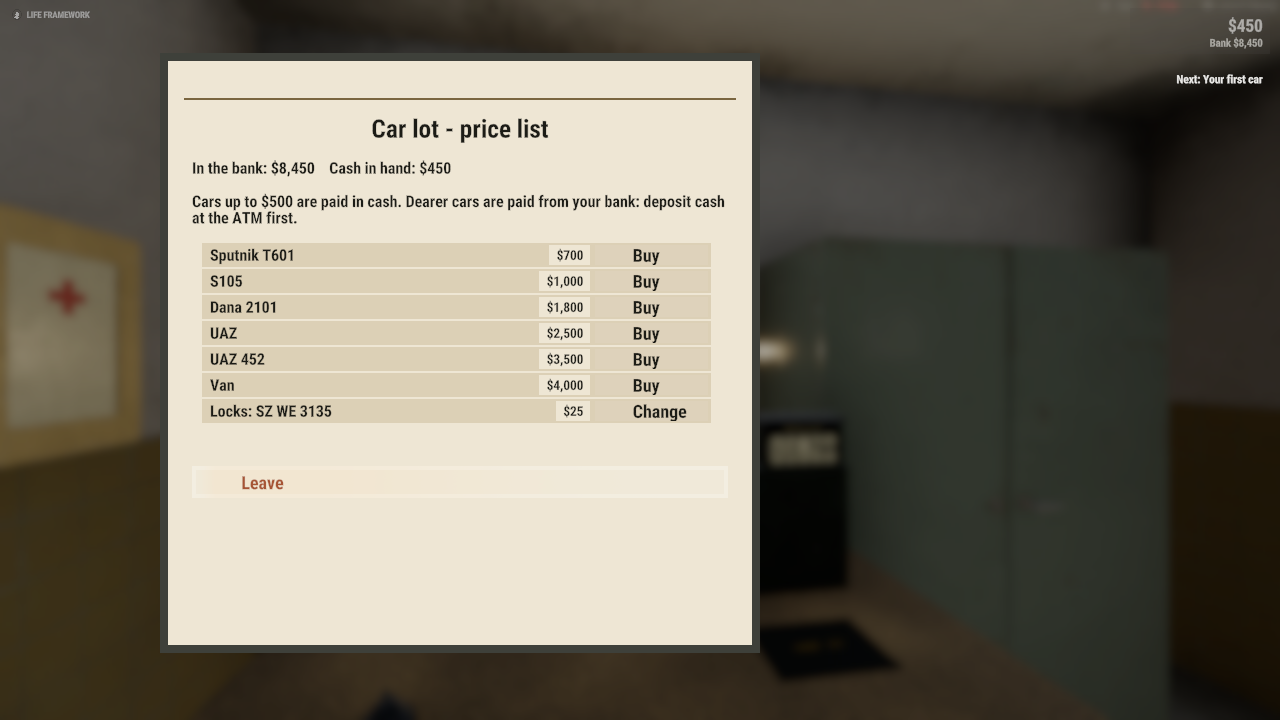 LIFE FRAMEWORK
$450
Bank $8,450
Next: Your first car
Car lot - price list
In the bank: $8,450 Cash in hand: $450
Cars up to $500 are paid in cash. Dearer cars are paid from your bank: deposit cash
at the ATM first.
Sputnik T601 $700 Buy
S105 $1,000 Buy
Dana 2101 $1,800 Buy
UAZ $2,500 Buy
UAZ 452 $3,500 Buy
Van $4,000 Buy
Locks: SZ WE 3135 $25 Change
Leave